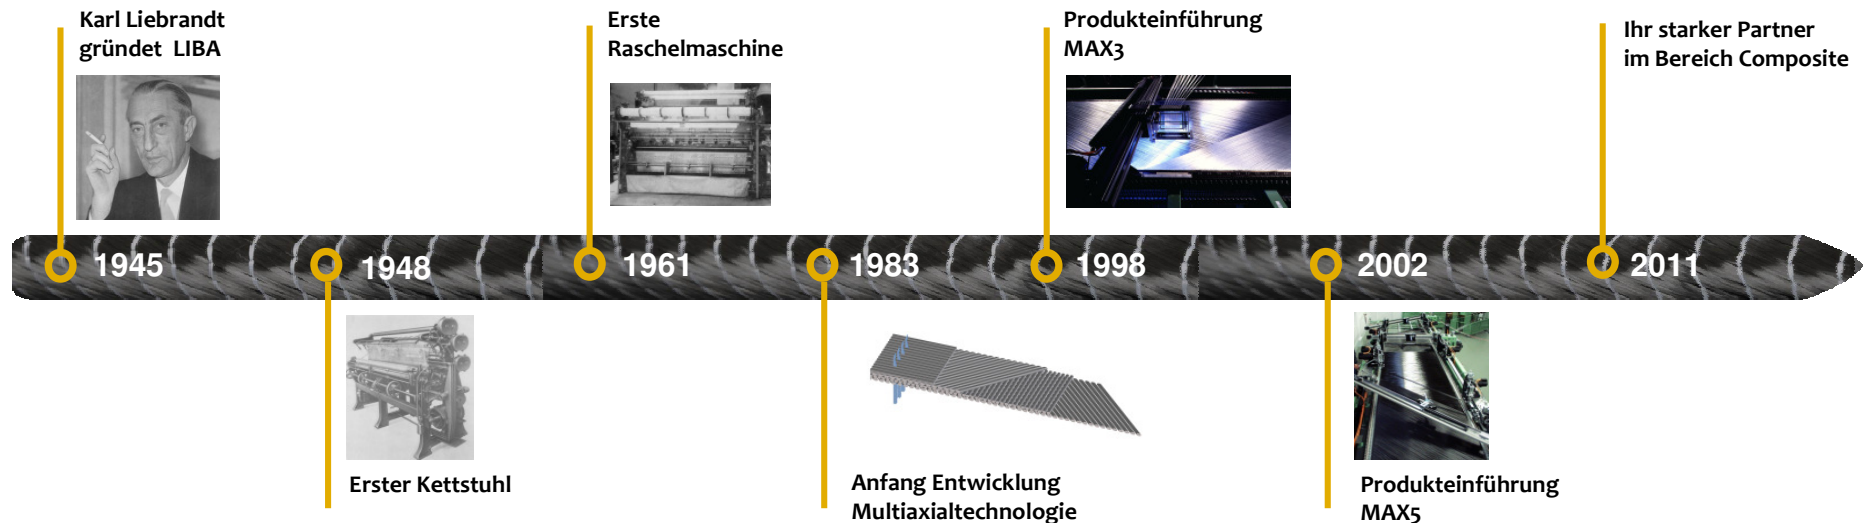 Karl Liebrandt
gründet LIBA
Erste
Raschelmaschine
Produkteinführung
MAX3
Ihr starker Partner
im Bereich Composite
1945
1948
1961
1983
1998
2002
2011
Erster Kettstuhl
Anfang Entwicklung
Multiaxialtechnologie
Produkteinführung
MAX5